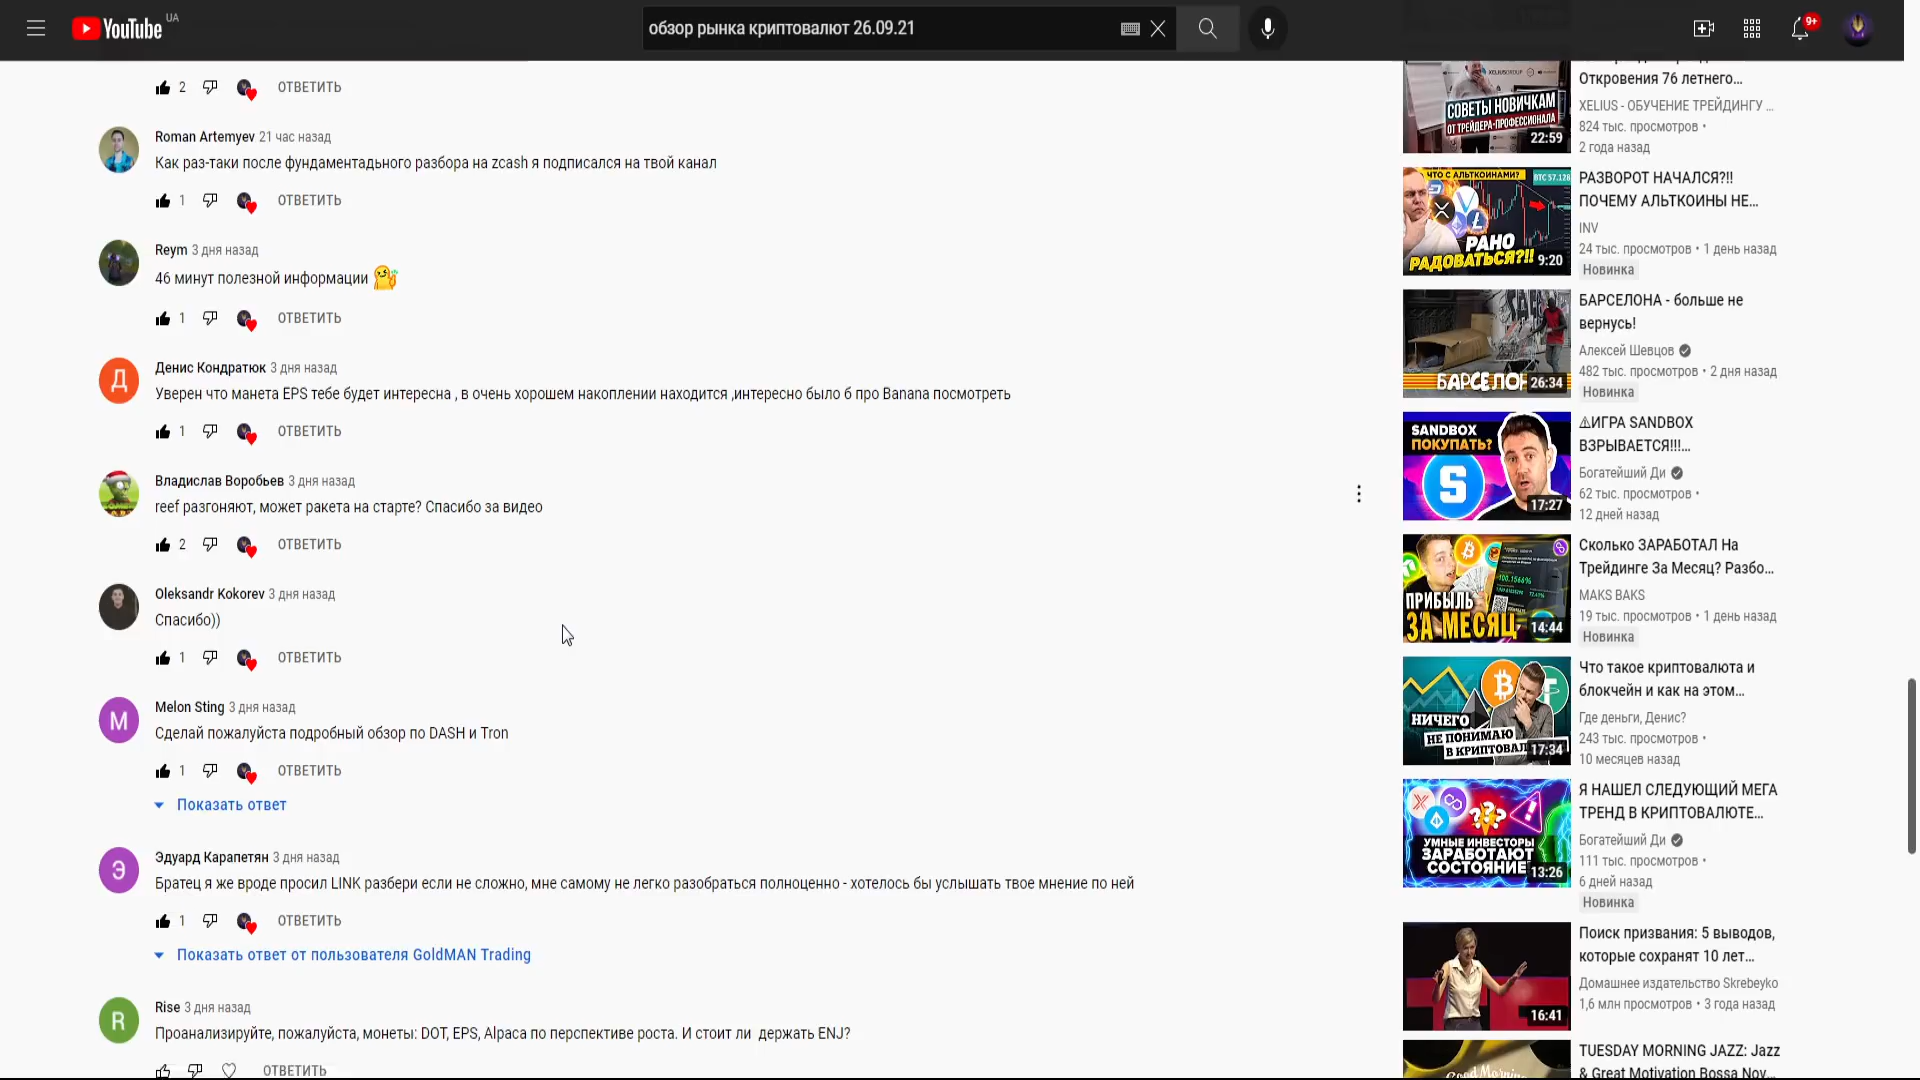 YouTube UA
обзор рынка криптовалют 26.09.21
9+
2 ОТВЕТИТЬ
Roman Artemyev 21 час назад
Как раз-таки после фундаментадьного разбора на zcash я подписался на твой канал
1 ОТВЕТИТЬ
Reym 3 дня назад
46 минут полезной информации
1 ОТВЕТИТЬ
Д
Денис Кондратюк 3 дня назад
Уверен что манета EPS тебе будет интересна , в очень хорошем накоплении находится ,интересно было б про Banana посмотреть
1 ОТВЕТИТЬ
Владислав Воробьев 3 дня назад
reef разгоняют, может ракета на старте? Спасибо за видео
2 ОТВЕТИТЬ
Oleksandr Kokorev 3 дня назад
Спасибо))
1 ОТВЕТИТЬ
M
Melon Sting 3 дня назад
Сделай пожалуйста подробный обзор по DASH и Tron
1 ОТВЕТИТЬ
Показать ответ
Э
Эдуард Карапетян 3 дня назад
Братец я же вроде просил LINK разбери если не сложно, мне самому не легко разобраться полноценно - хотелось бы услышать твое мнение по ней
1 ОТВЕТИТЬ
Показать ответ от пользователя GoldMAN Trading
R
Rise 3 дня назад
Проанализируйте, пожалуйста, монеты: DOT, EPS, Alpaca по перспективе роста. И стоит ли держать ENJ?
ОТВЕТИТЬ
СОВЕТЫ НОВИЧКАМ
ОТ ТРЕЙДЕРА-ПРОФЕССИОНАЛА
22:59
Откровения 76 летнего...
XELIUS - ОБУЧЕНИЕ ТРЕЙДИНГУ ...
824 тыс. просмотров •
2 года назад
ЧТО С АЛЬТКОИНАМИ?
РАНО
РАДОВАТЬСЯ?!!
9:20
РАЗВОРОТ НАЧАЛСЯ?!!
ПОЧЕМУ АЛЬТКОИНЫ НЕ...
INV
24 тыс. просмотров • 1 день назад
Новинка
26:34
БАРСЕЛОНА - больше не
вернусь!
Алексей Шевцов
482 тыс. просмотров • 2 дня назад
Новинка
SANDBOX
ПОКУПАТЬ?
S
17:27
⚠ИГРА SANDBOX
ВЗРЫВАЕТСЯ!!!...
Богатейший Ди
62 тыс. просмотров •
12 дней назад
ПРИБЫЛЬ
ЗА МЕСЯЦ
14:44
Сколько ЗАРАБОТАЛ На
Трейдинге За Месяц? Разбо...
MAKS BAKS
19 тыс. просмотров • 1 день назад
Новинка
НИЧЕГО
НЕ ПОНИМАЮ
17:34
Что такое криптовалюта и
блокчейн и как на этом...
Где деньги, Денис?
243 тыс. просмотров •
10 месяцев назад
УМНЫЕ ИНВЕСТОРЫ
ЗАРАБОТАЮТ
СОСТОЯНИЕ
13:26
Я НАШЕЛ СЛЕДУЮЩИЙ МЕГА
ТРЕНД В КРИПТОВАЛЮТЕ...
Богатейший Ди
111 тыс. просмотров •
6 дней назад
Новинка
16:41
Поиск призвания: 5 выводов,
которые сохранят 10 лет...
Домашнее издательство Skrebeyko
1,6 млн просмотров • 3 года назад
TUESDAY MORNING JAZZ: Jazz
& Great Motivation Bossa Nov...